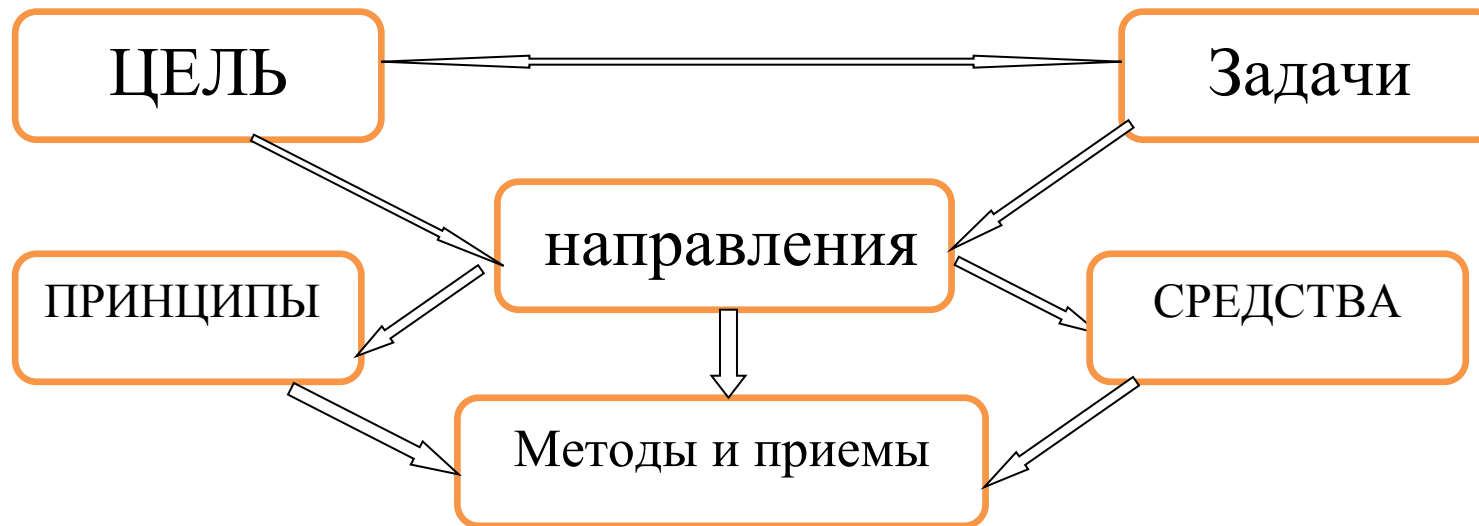 ЦЕЛЬ
Задачи
направления
ПРИНЦИПЫ
СРЕДСТВА
Методы и приемы